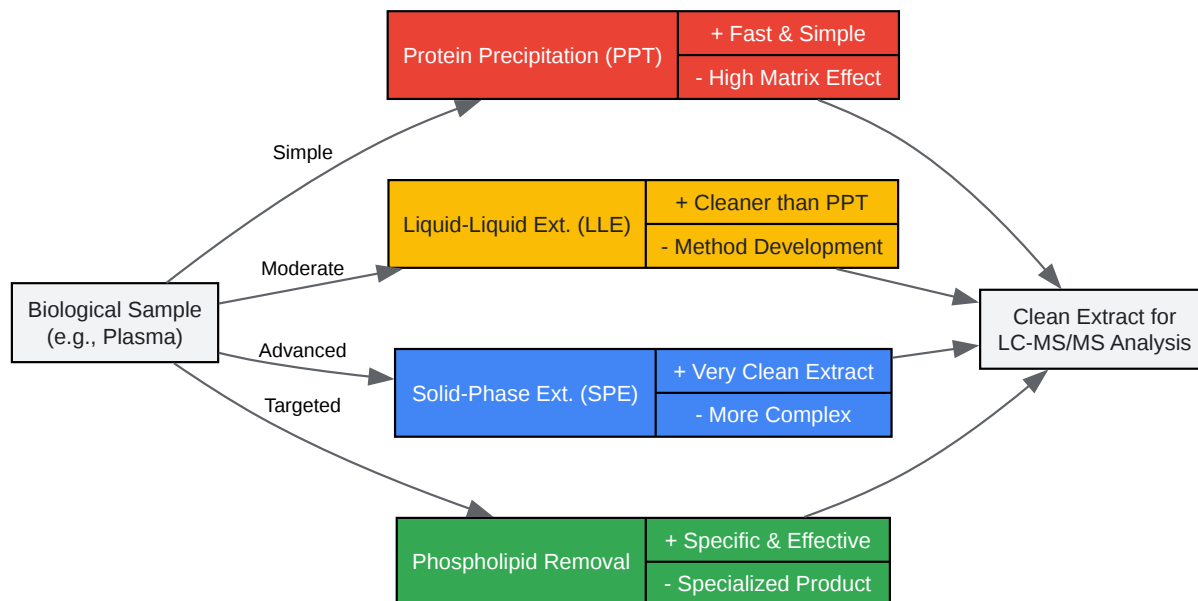 Protein Precipitation (PPT)
+ Fast & Simple
- High Matrix Effect
Simple
Liquid-Liquid Ext. (LLE)
+ Cleaner than PPT
- Method Development
Moderate
Biological Sample
(e.g., Plasma)
Clean Extract for
LC-MS/MS Analysis
Advanced
Solid-Phase Ext. (SPE)
+ Very Clean Extract
- More Complex
Targeted
Phospholipid Removal
+ Specific & Effective
- Specialized Product